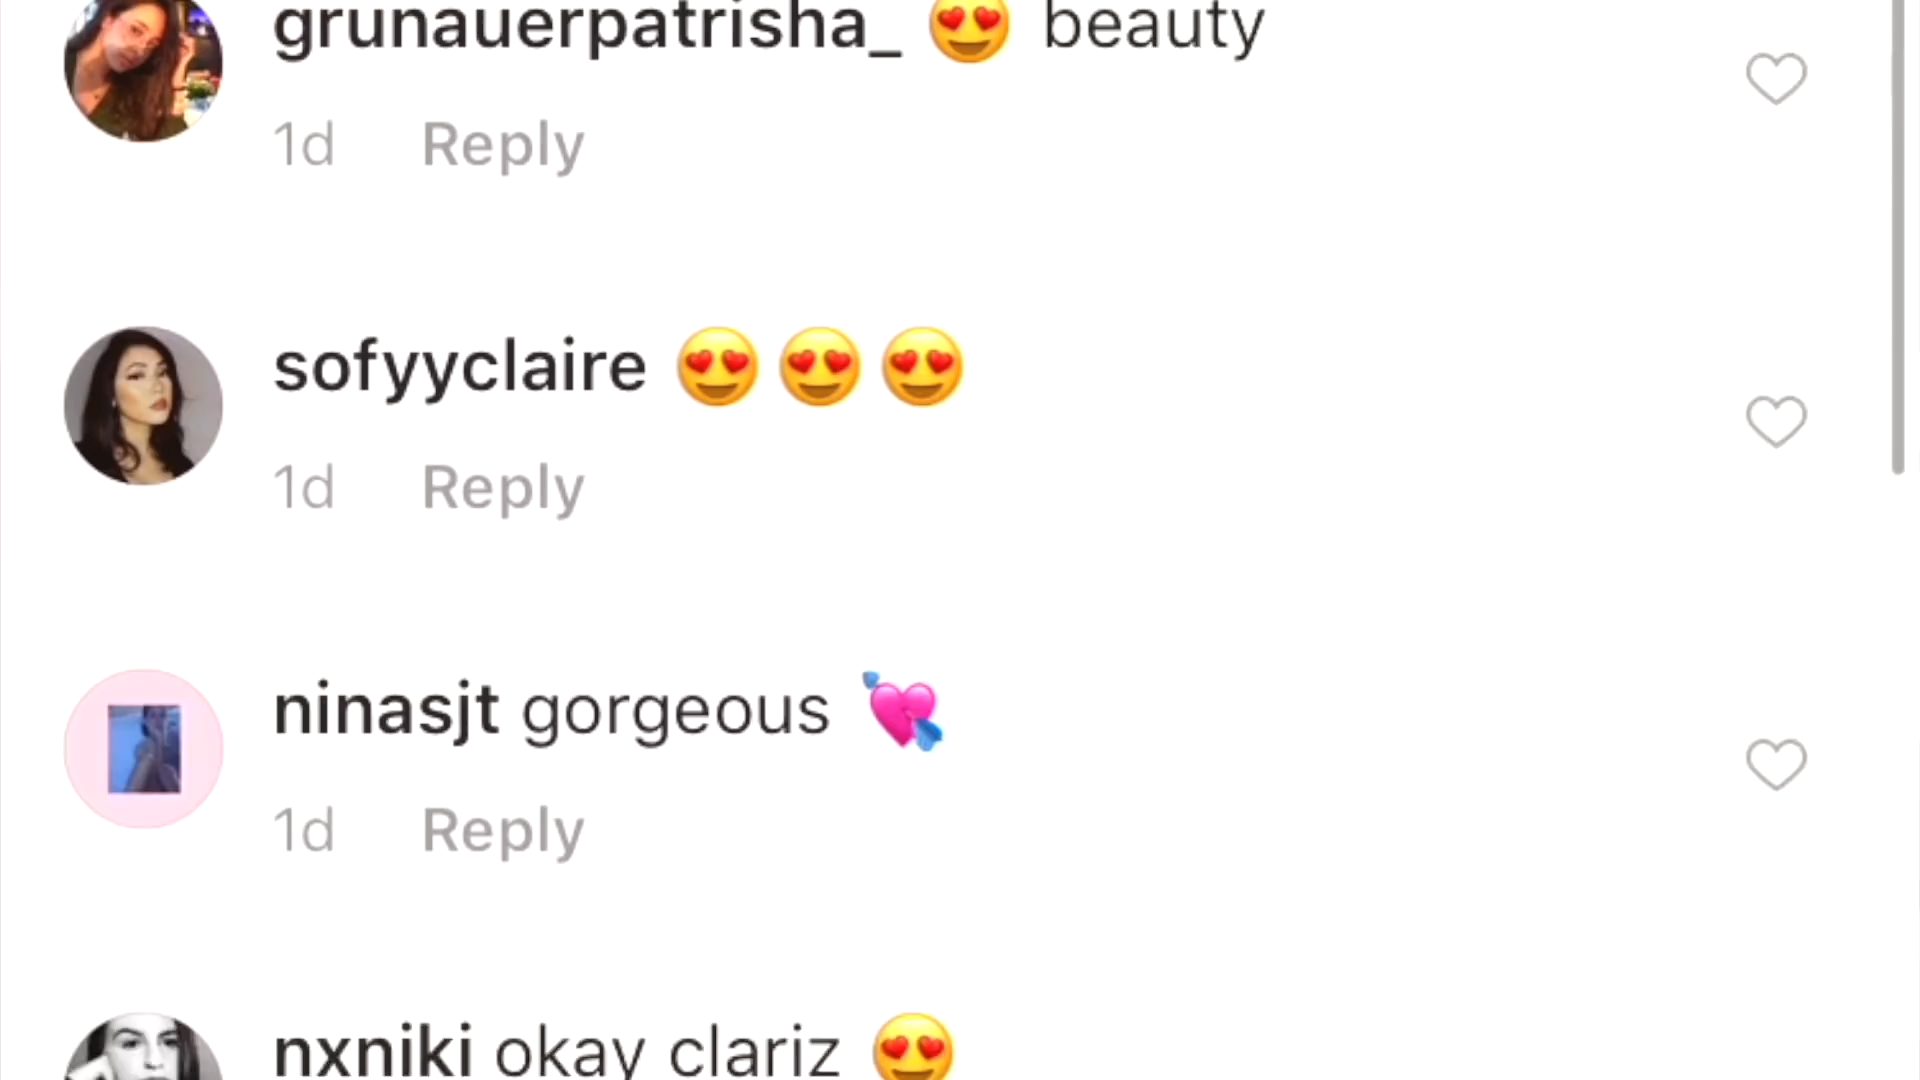 grunauerpatrisha_ 😍 beauty
1d Reply
sofyyclaire 😍😍😍
1d Reply
ninasjt gorgeous 💘
1d Reply
nxniki okay clariz 😍